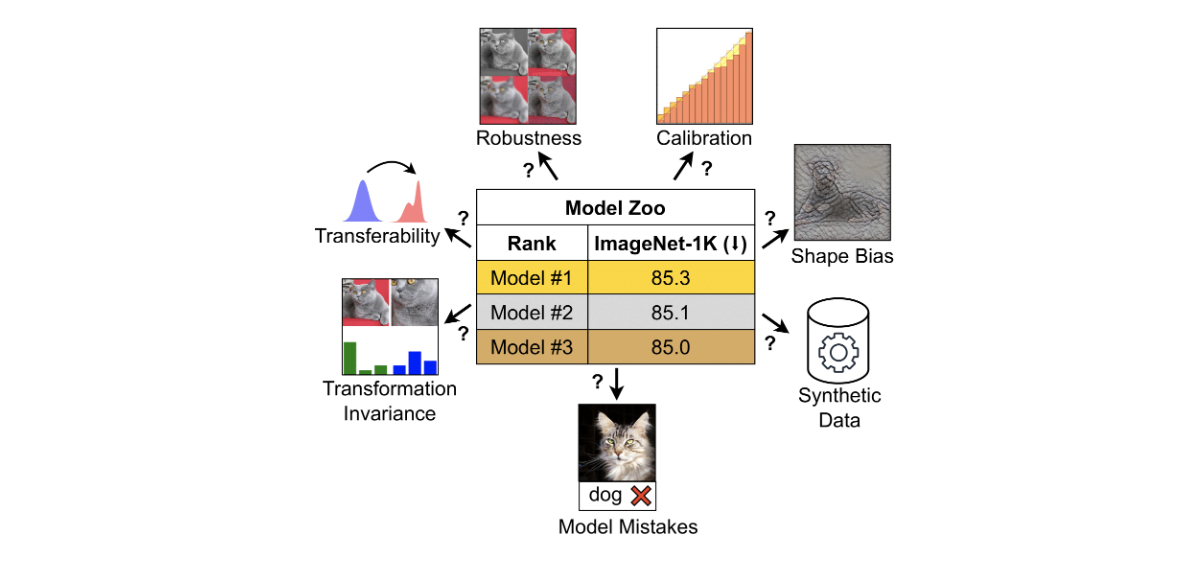 Robustness
Calibration
?
?
Model Zoo
?
?
Transferability
Rank
ImageNet-1K (⬇)
Shape Bias
Model #1
85.3
Model #2
85.1
?
?
Model #3
85.0
Transformation
Invariance
?
Synthetic
Data
dog
Model Mistakes